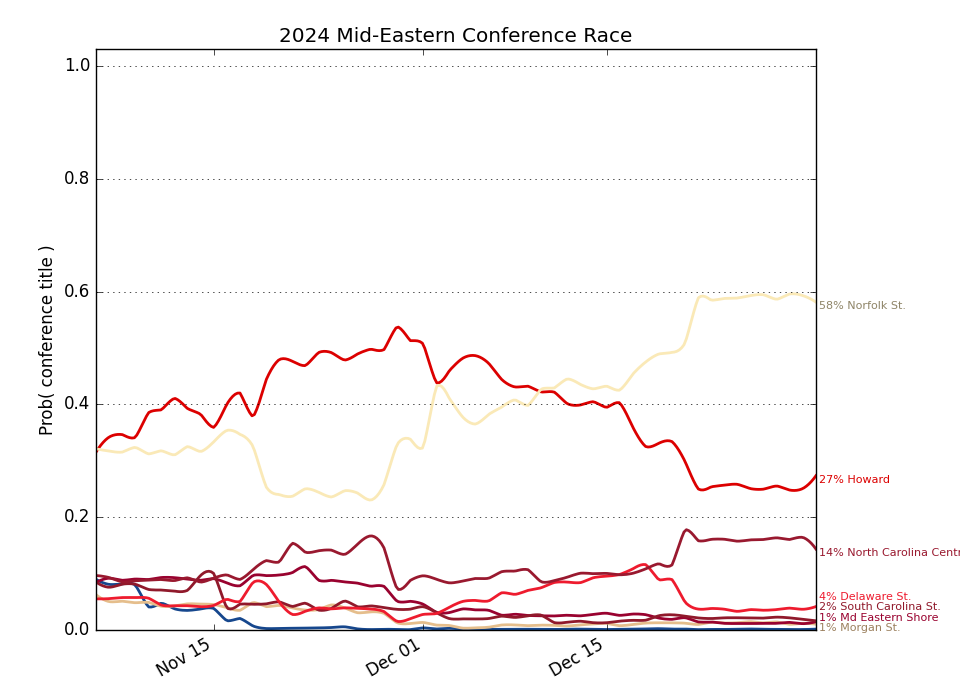 2024 Mid-Eastern Conference Race
1.0
0.8
0.6
0.4
0.2
0.0
Prob( conference title )
Nov 15
Dec 01
Dec 15
58% Norfolk St.
27% Howard
14% North Carolina Centr
4% Delaware St.
2% South Carolina St.
1% Md Eastern Shore
1% Morgan St.